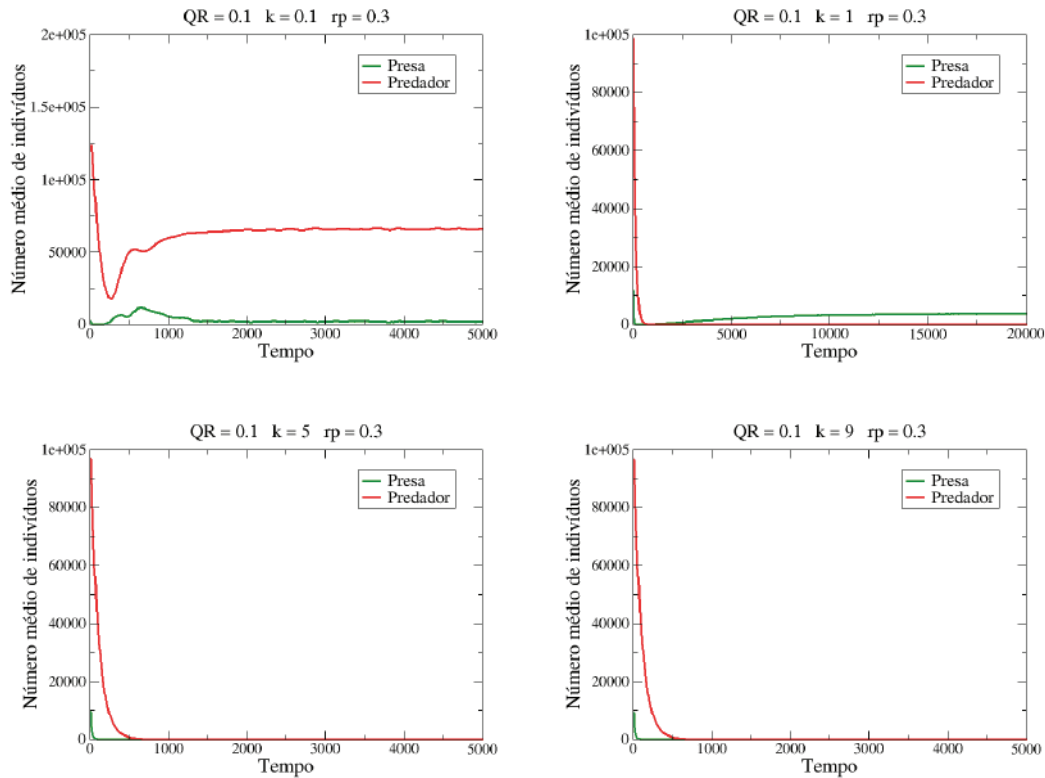 QR = 0.1 k = 0.1 rp = 0.3
Número médio de indivíduos
2e+005
1.5e+005
1e+005
50000
0
Presa
Predador
0 1000 2000 3000 4000 5000
Tempo
QR = 0.1 k = 1 rp = 0.3
Número médio de indivíduos
1e+005
80000
60000
40000
20000
0
Presa
Predador
0 5000 10000 15000 20000
Tempo
QR = 0.1 k = 5 rp = 0.3
Número médio de indivíduos
1e+005
80000
60000
40000
20000
0
Presa
Predador
0 1000 2000 3000 4000 5000
Tempo
QR = 0.1 k = 9 rp = 0.3
Número médio de indivíduos
1e+005
80000
60000
40000
20000
0
Presa
Predador
0 1000 2000 3000 4000 5000
Tempo